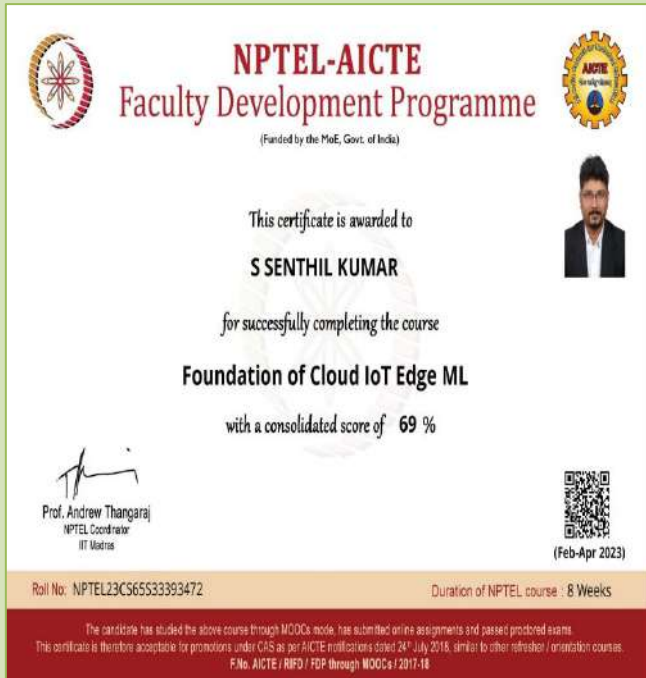 NPTEL-AICTE
Faculty Development Programme
(Funded by the MoE, Govt. of India)
AICTE
This certificate is awarded to
S SENTHIL KUMAR
for successfully completing the course
Foundation of Cloud IoT Edge ML
with a consolidated score of 69 %
Prof. Andrew Thangaraj
NPTEL Coordinator
IIT Madras
(Feb-Apr 2023)
Roll No: NPTEL23CS65S33393472
Duration of NPTEL course : 8 Weeks
The candidate has studied the above course through MOOCs mode, has submitted online assignments and passed proctored exams.
This certificate is therefore acceptable for promotions under CAS as per AICTE notifications dated 24th July 2018, similar to other refresher / orientation courses.
F.No. AICTE / RIFD / FDP through MOOCs / 2017-18